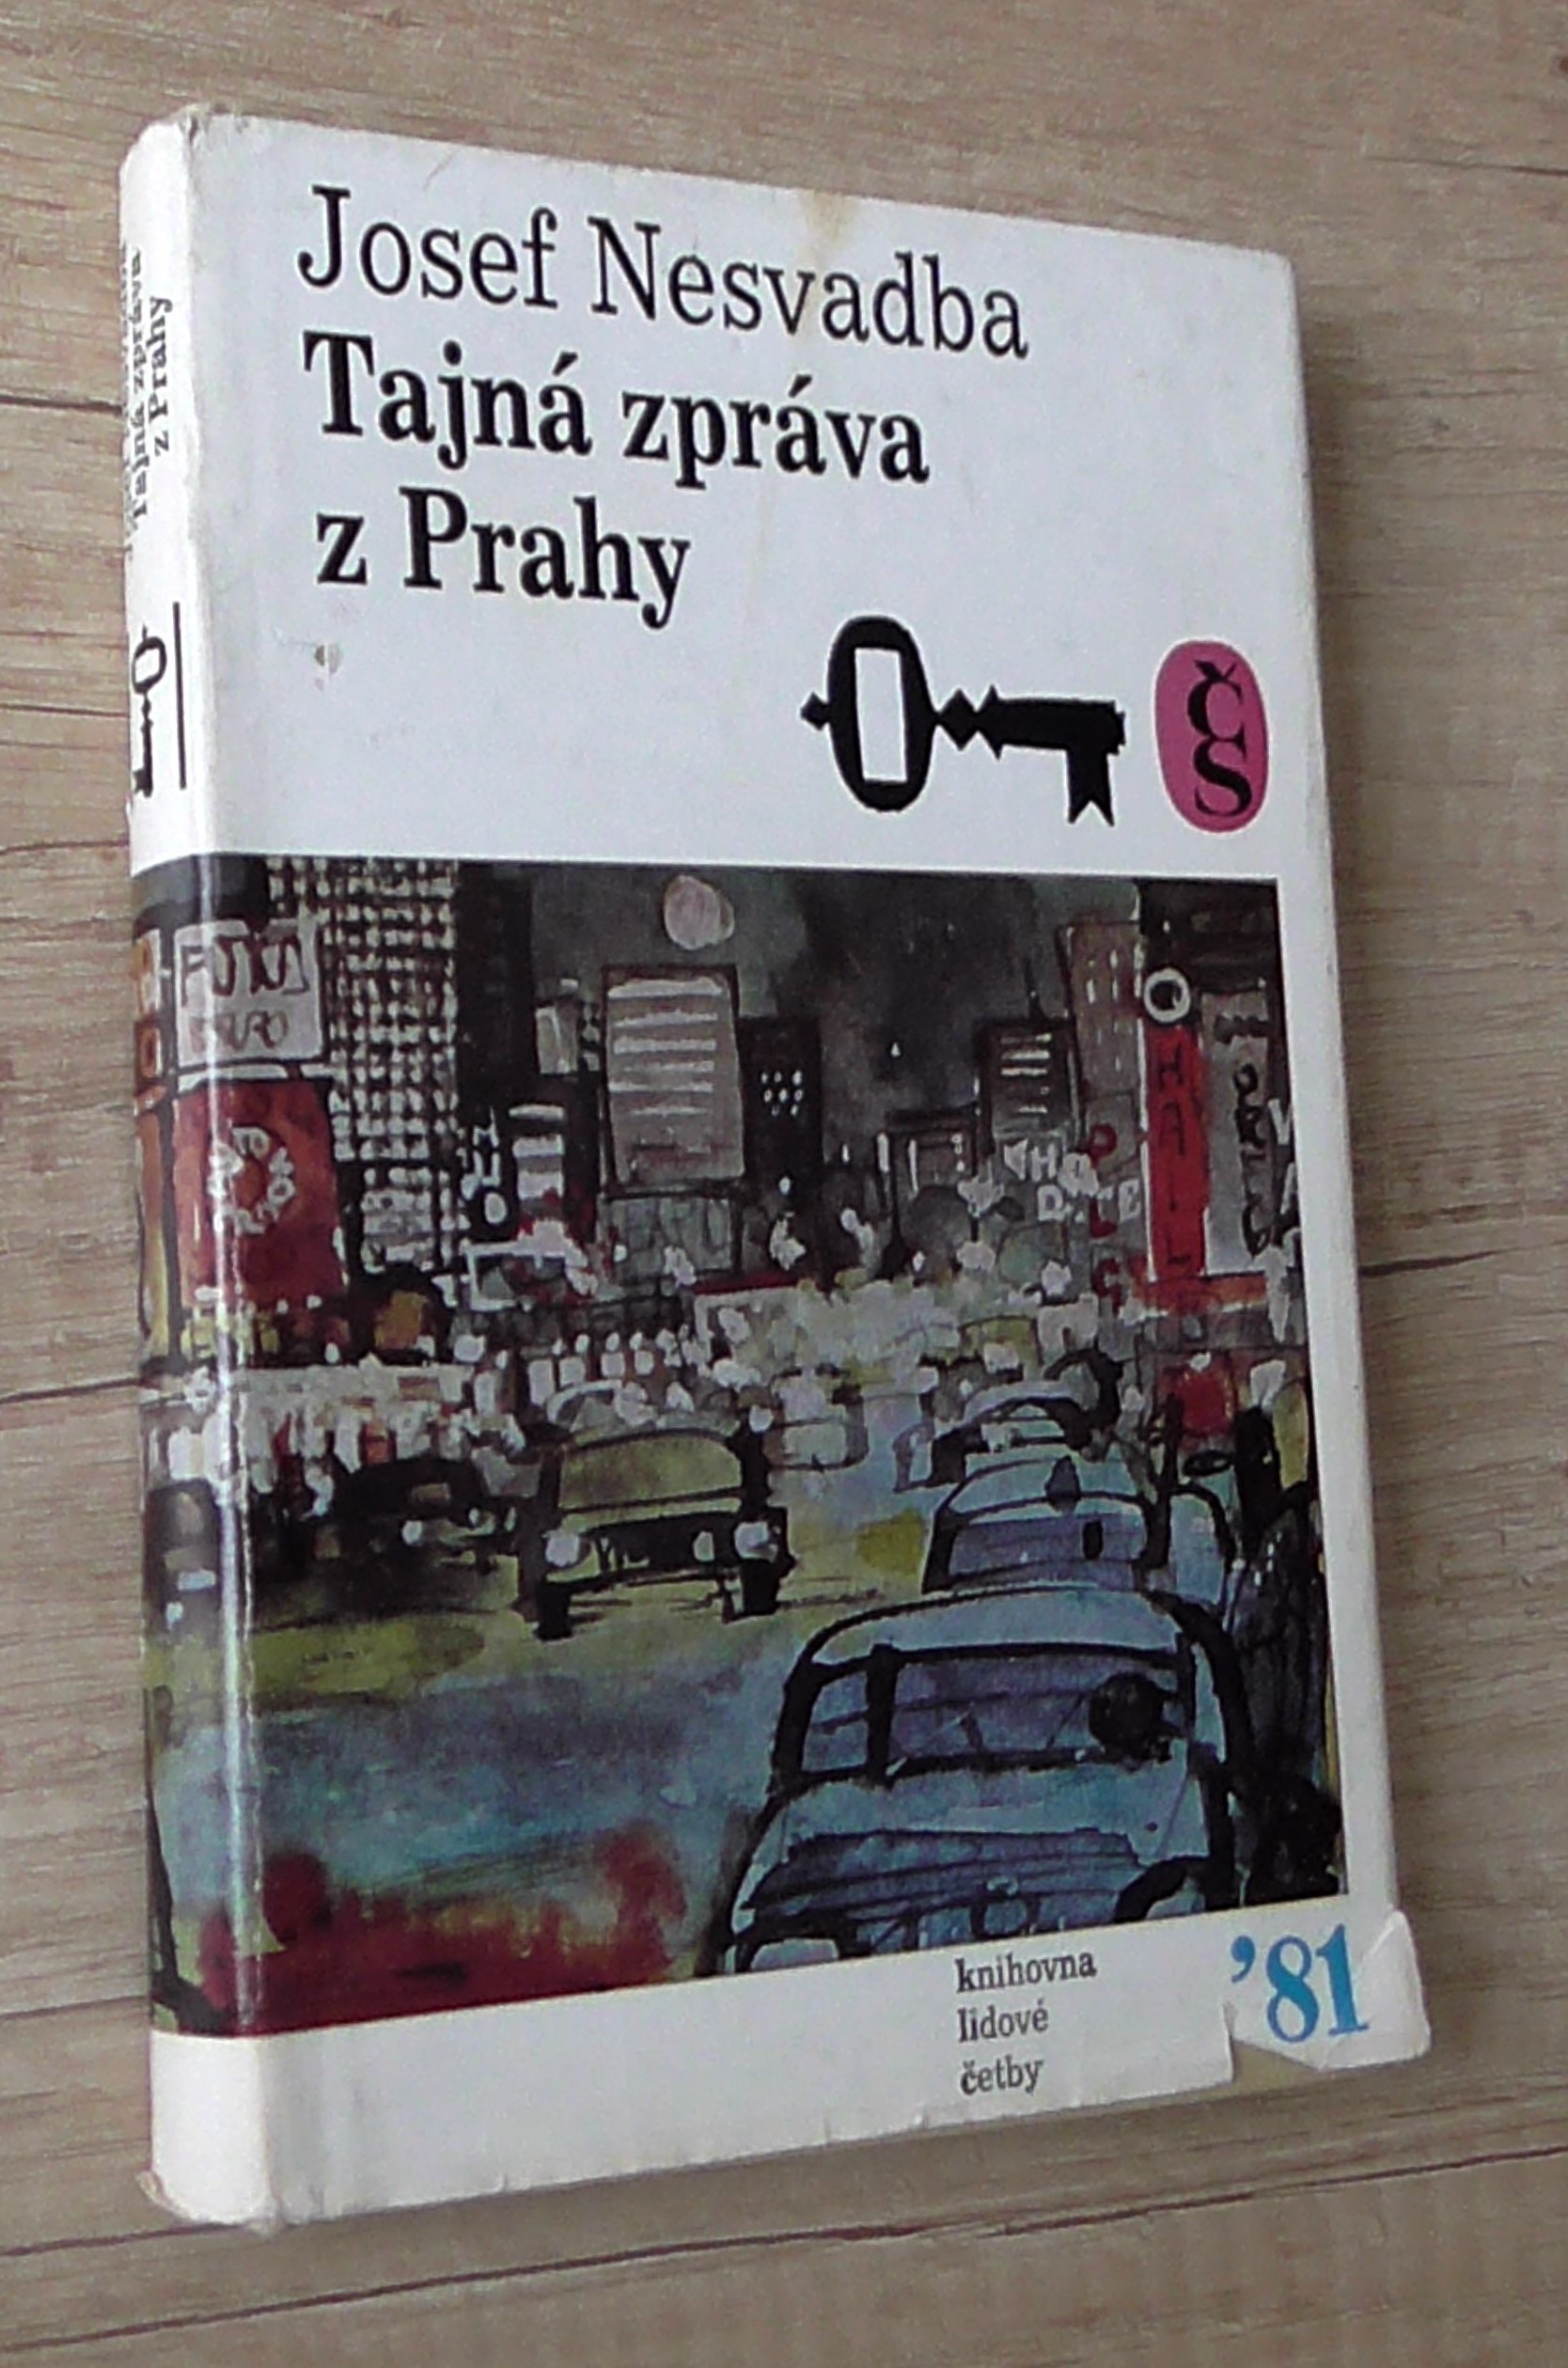 Josef Nesvadba
Tajná zpráva
z Prahy
ČS
knihovna
lidové
četby
’81
Tajná zpráva
z Prahy